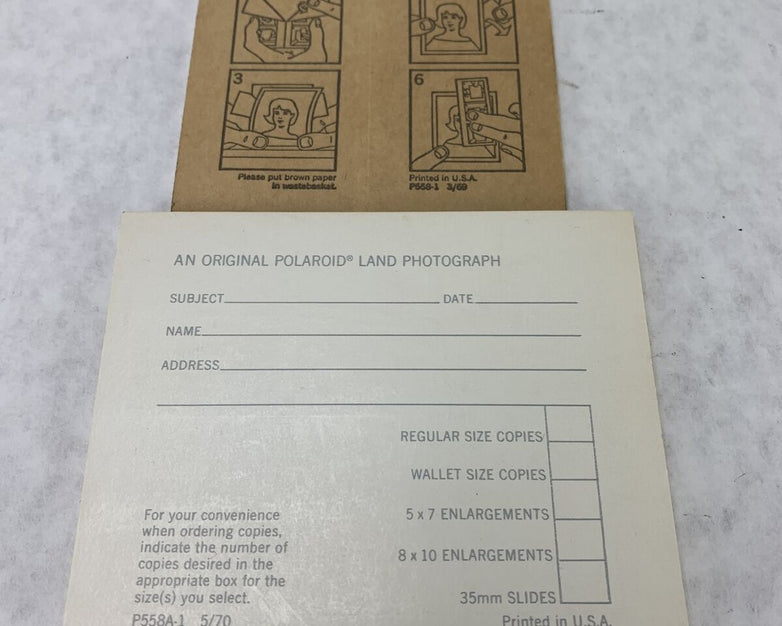 3
6
Please put brown paper
in wastebasket.
Printed in U.S.A.
P558-1 3/69
AN ORIGINAL POLAROID® LAND PHOTOGRAPH
SUBJECT DATE
NAME
ADDRESS
REGULAR SIZE COPIES
WALLET SIZE COPIES
5 x 7 ENLARGEMENTS
8 x 10 ENLARGEMENTS
35mm SLIDES
For your convenience
when ordering copies,
indicate the number of
copies desired in the
appropriate box for the
size(s) you select.
P558A-1 5/70
Printed in U.S.A.